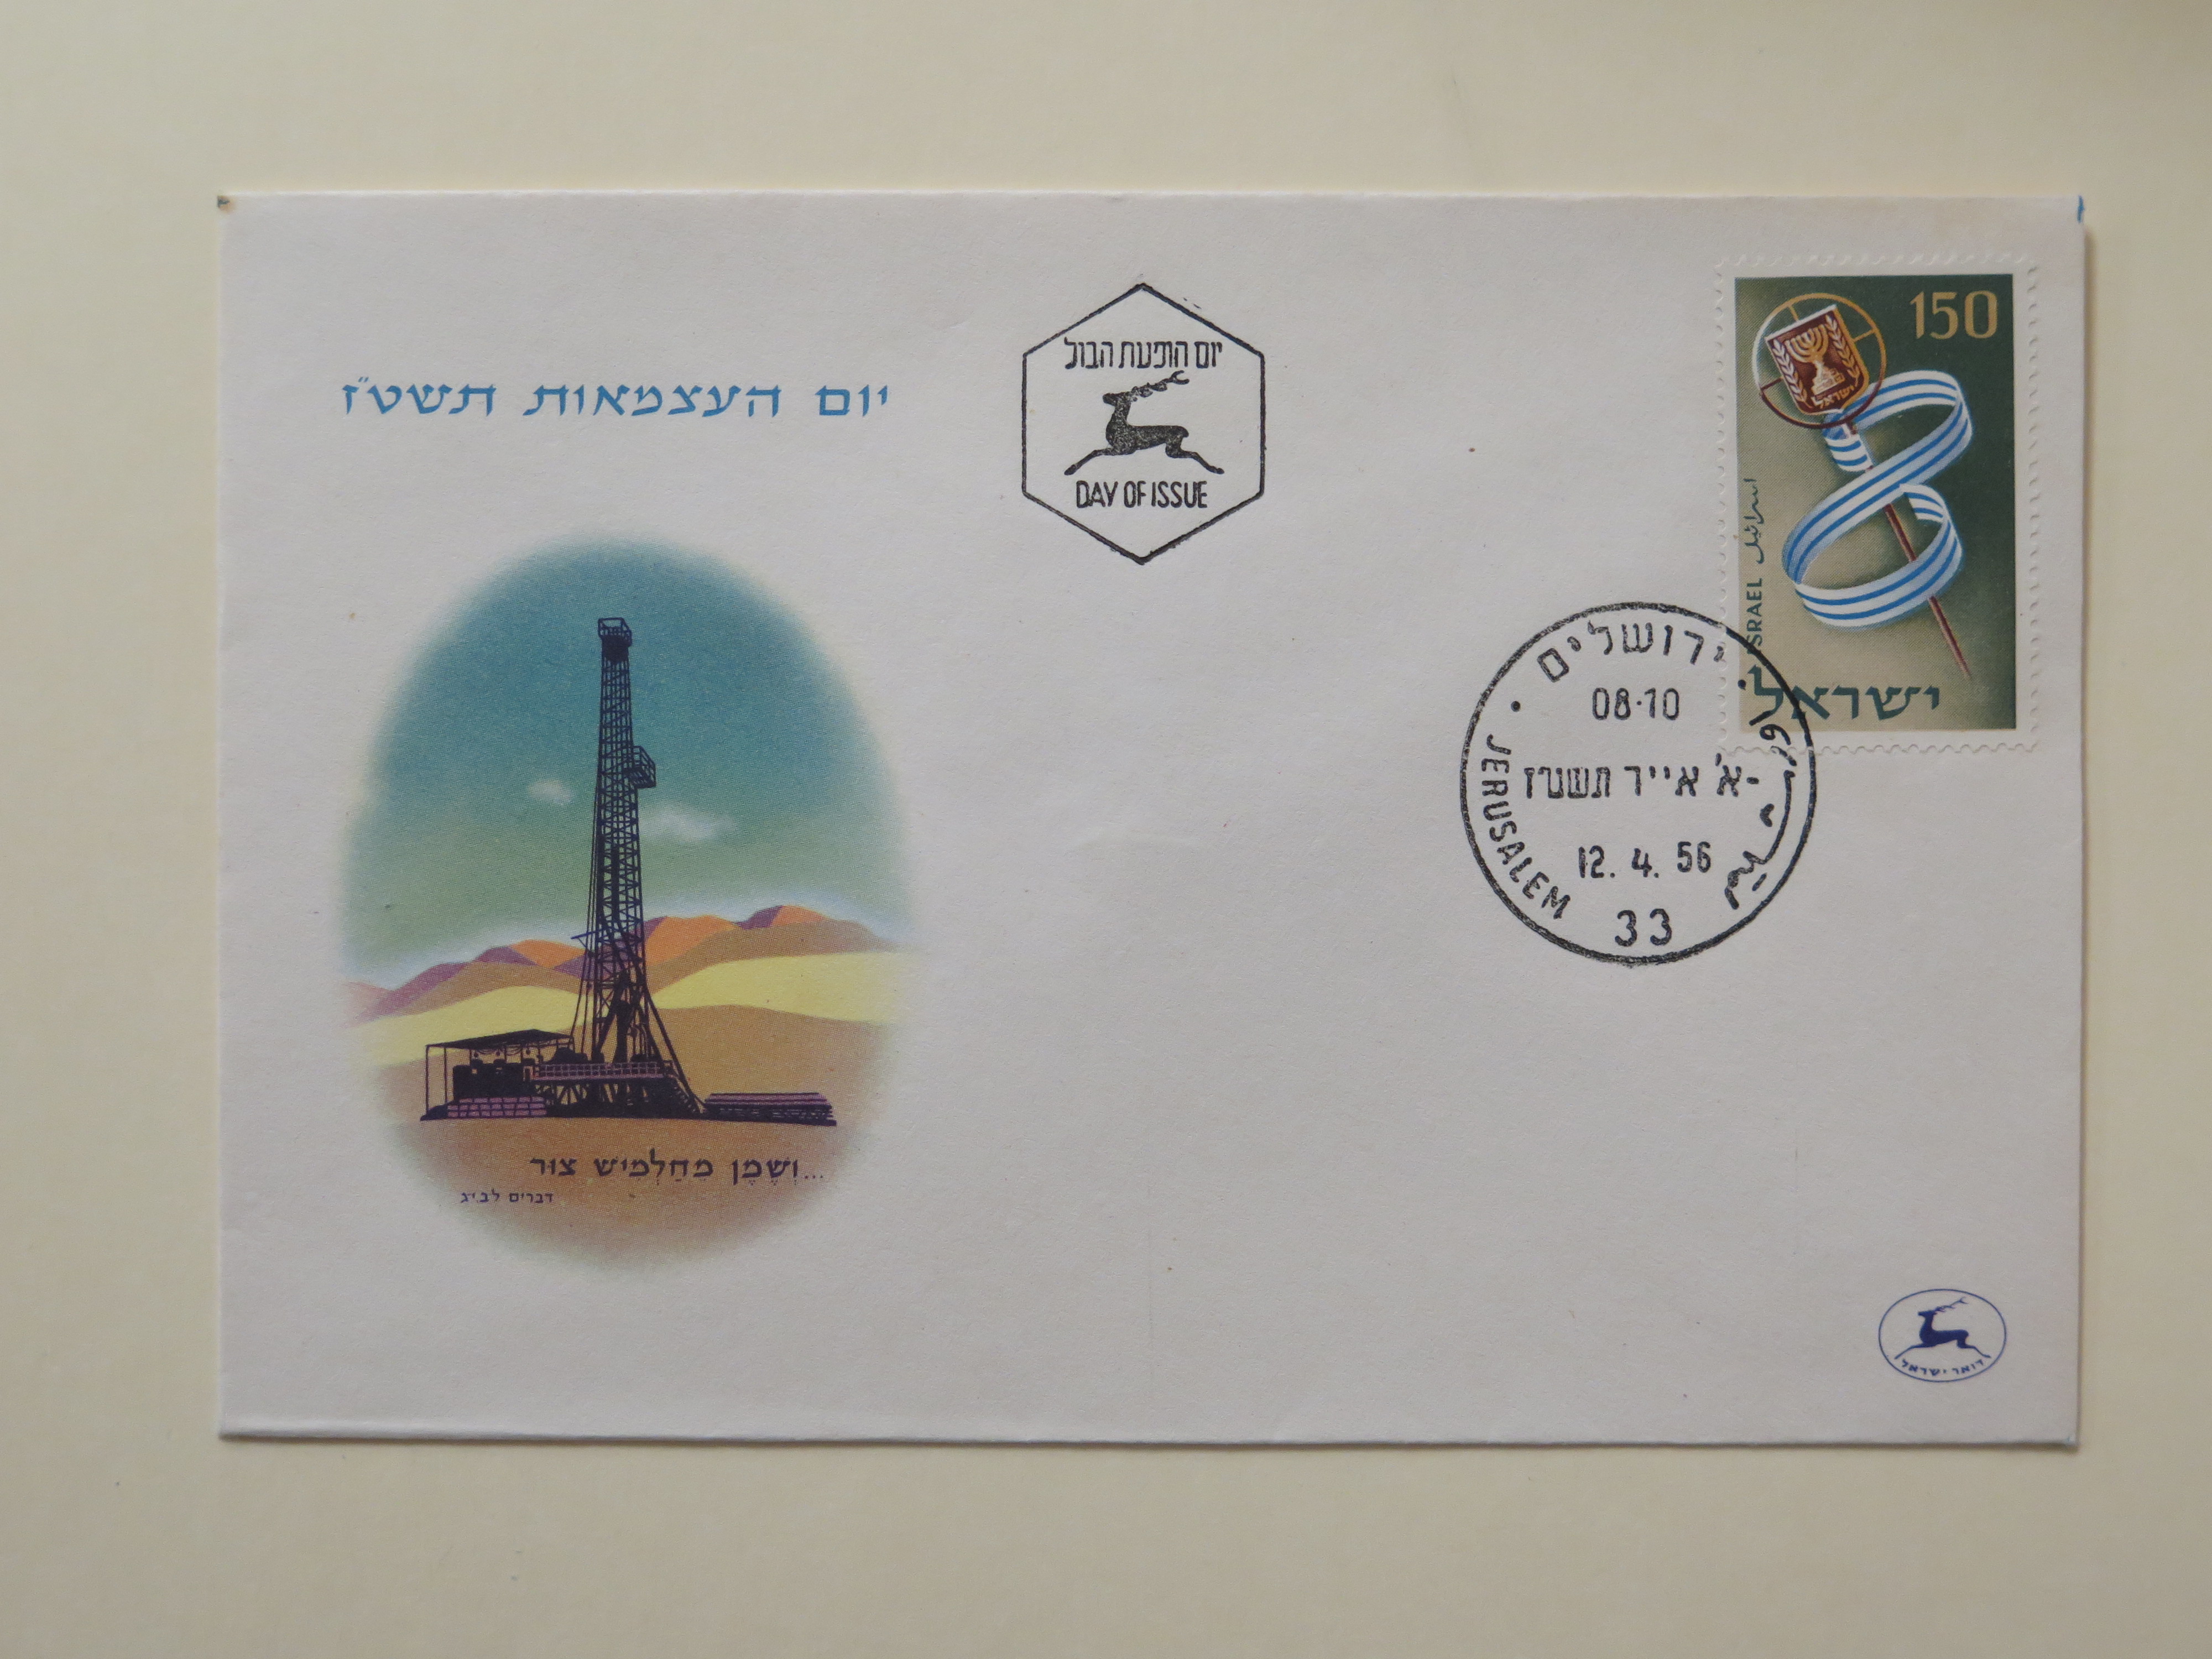 יום העצמאות תשט"ז
יום הופעת הבול
DAY OF ISSUE
150
ישראל
اسرائيل
ISRAEL
ישראל
ירושלים
08-10
א' אייר תשט"ז
12. 4. 56
33
JERUSALEM
...וְשֶׁמֶן מֵחַלְמִישׁ צוּר
דברים לב.יג
דואר ישראל